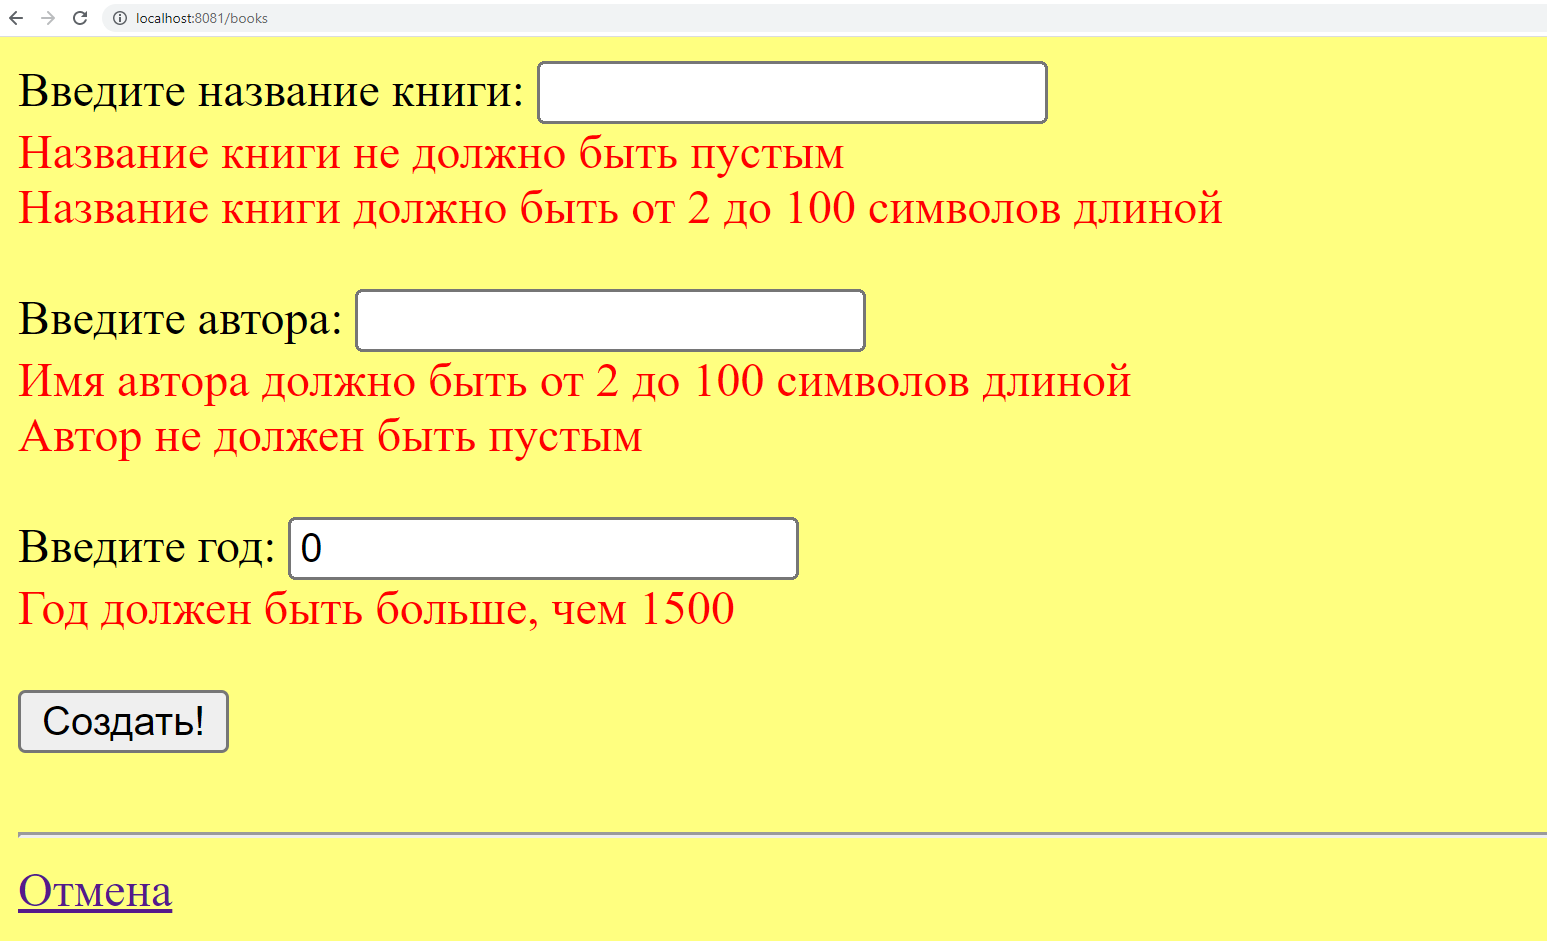 localhost:8081/books
Введите название книги:
Название книги не должно быть пустым
Название книги должно быть от 2 до 100 символов длиной
Введите автора:
Имя автора должно быть от 2 до 100 символов длиной
Автор не должен быть пустым
Введите год: 0
Год должен быть больше, чем 1500
Создать!
Отмена